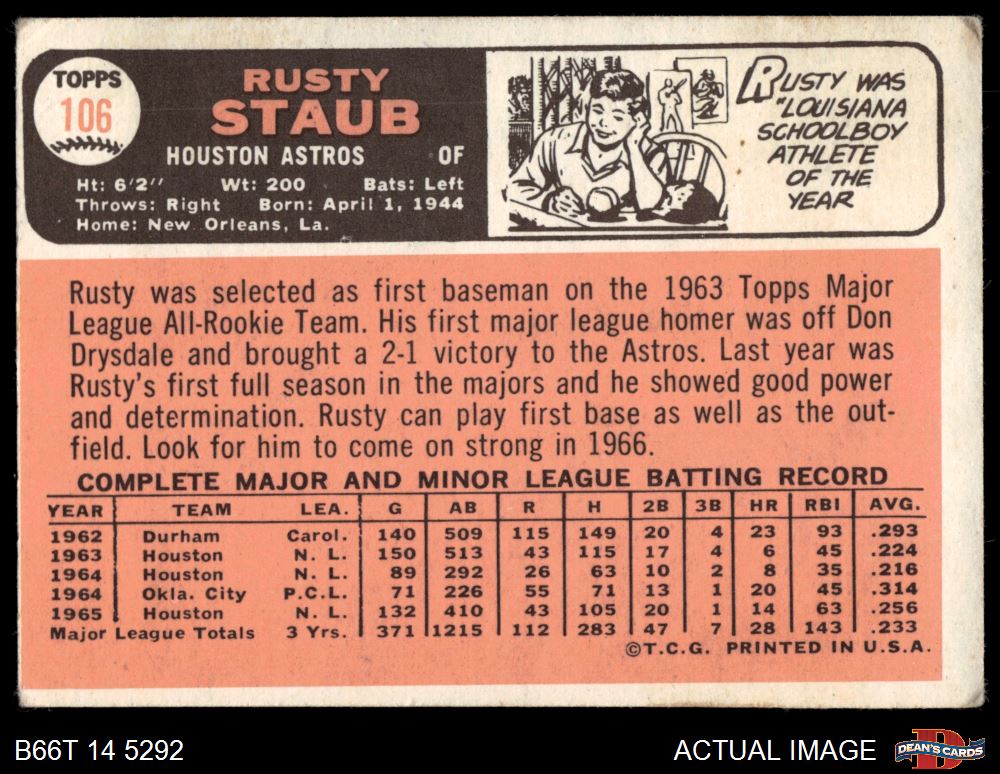 TOPPS
106
RUSTY
STAUB
HOUSTON ASTROS OF
Ht: 6'2" Wt: 200 Bats: Left
Throws: Right Born: April 1, 1944
Home: New Orleans, La.
RUSTY WAS
"LOUISIANA
SCHOOLBOY
ATHLETE
OF THE
YEAR
Rusty was selected as first baseman on the 1963 Topps Major
League All-Rookie Team. His first major league homer was off Don
Drysdale and brought a 2-1 victory to the Astros. Last year was
Rusty's first full season in the majors and he showed good power
and determination. Rusty can play first base as well as the out-
field. Look for him to come on strong in 1966.
COMPLETE MAJOR AND MINOR LEAGUE BATTING RECORD
YEAR TEAM LEA. G AB R H 2B 3B HR RBI AVG.
1962 Durham Carol. 140 509 115 149 20 4 23 93 .293
1963 Houston N. L. 150 513 43 115 17 4 6 45 .224
1964 Houston N. L. 89 292 26 63 10 2 8 35 .216
1964 Okla. City P.C.L. 71 226 55 71 13 1 20 45 .314
1965 Houston N. L. 132 410 43 105 20 1 14 63 .256
Major League Totals 3 Yrs. 371 1215 112 283 47 7 28 143 .233
©T.C.G. PRINTED IN U.S.A.
B66T 14 5292
ACTUAL IMAGE
DEAN'S CARDS